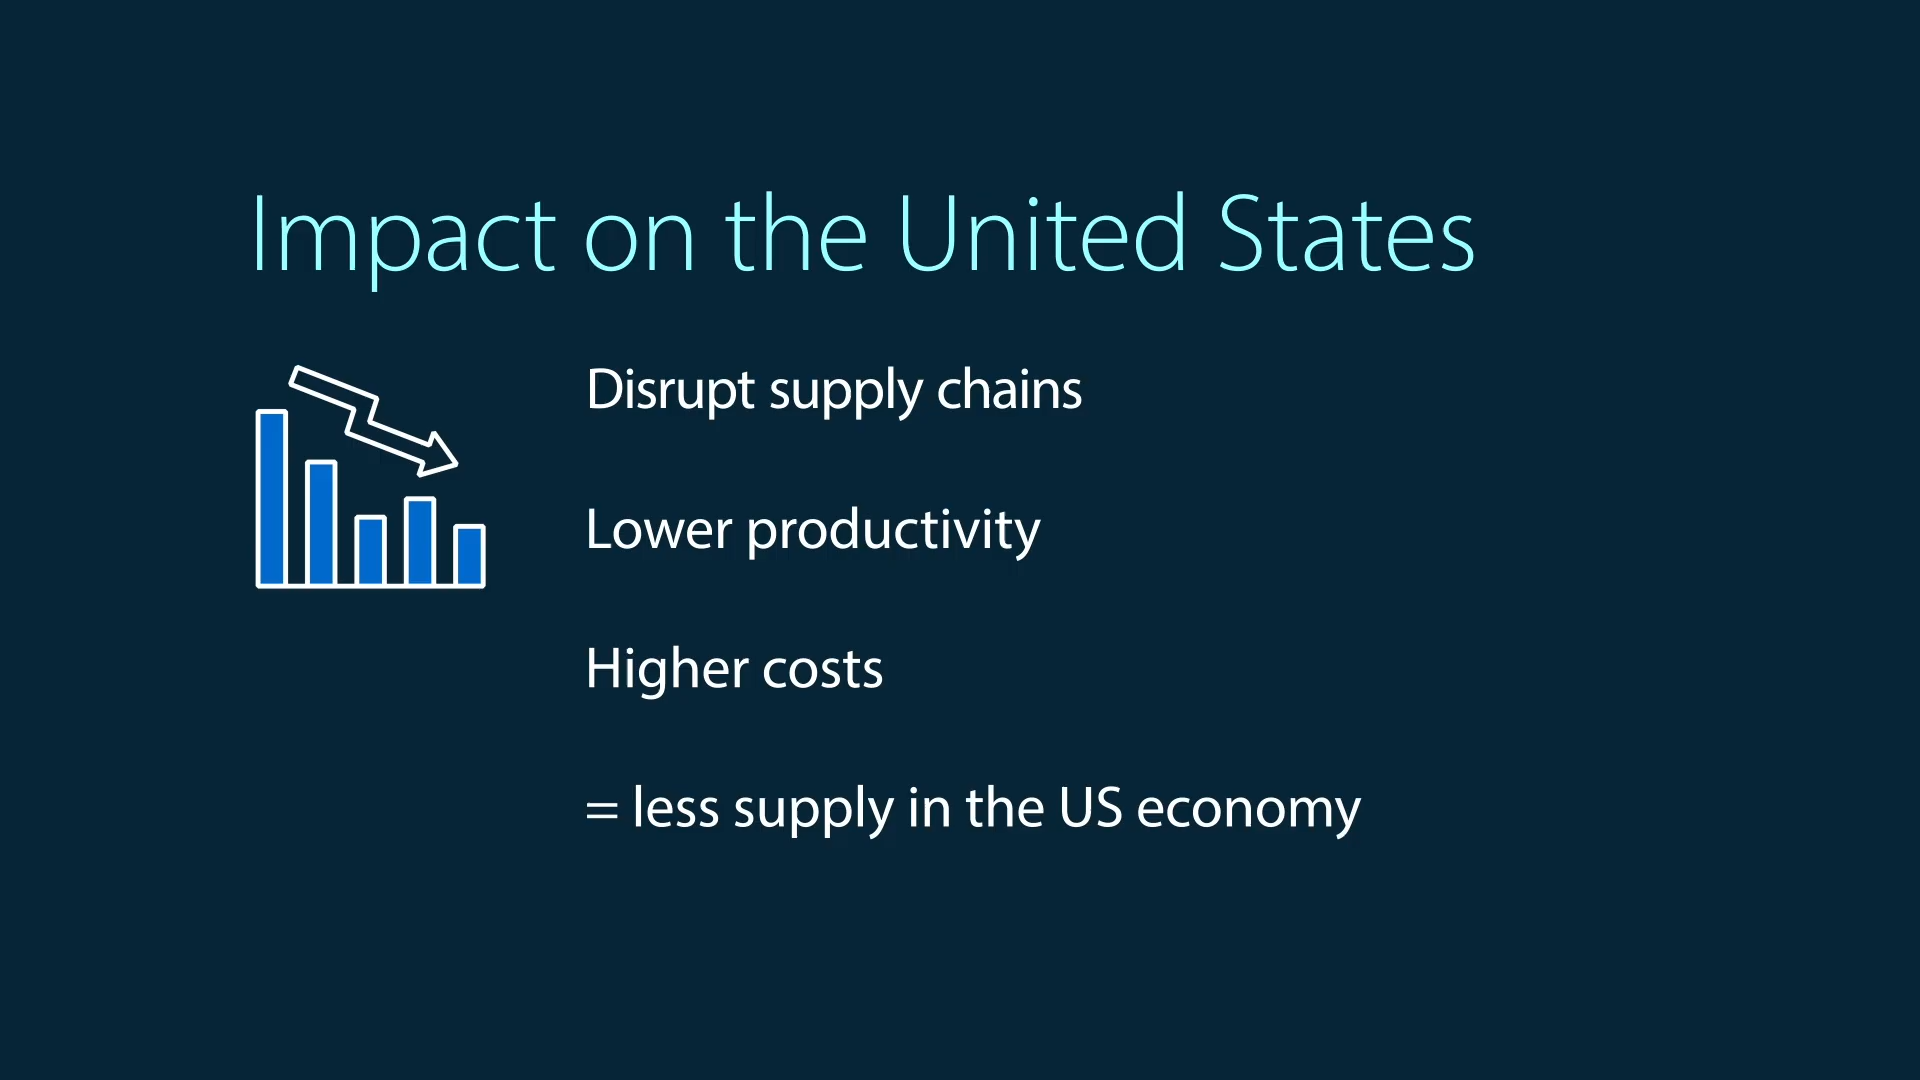 Impact on the United States
Disrupt supply chains
Lower productivity
Higher costs
= less supply in the US economy